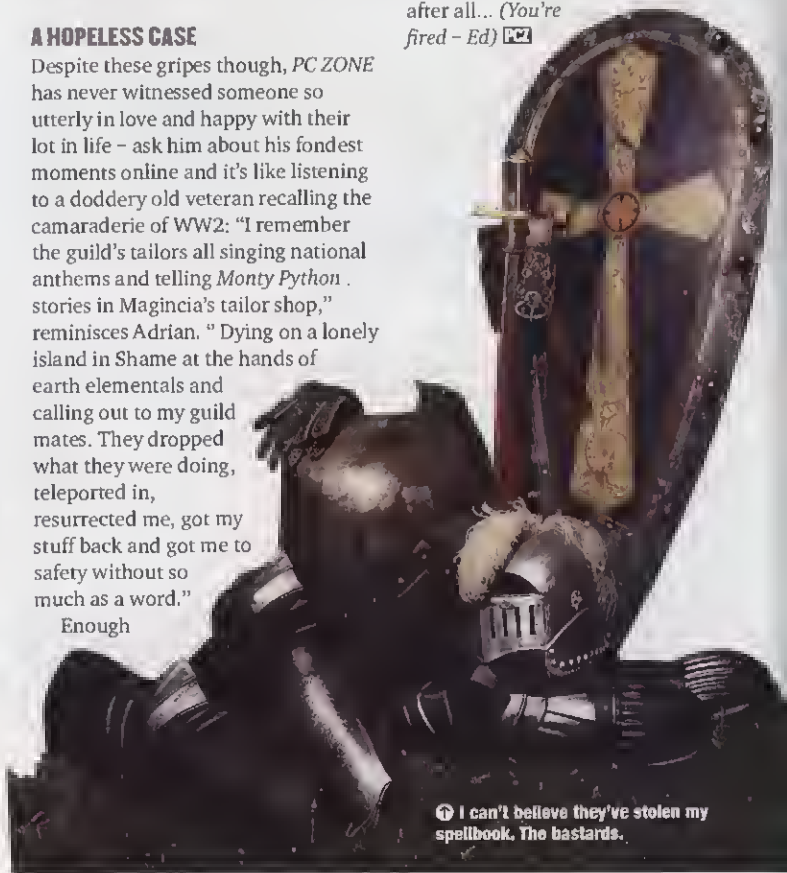 A HOPELESS CASE
Despite these gripes though, PC ZONE
has never witnessed someone so
utterly in love and happy with their
lot in life – ask him about his fondest
moments online and it's like listening
to a doddery old veteran recalling the
camaraderie of WW2: “I remember
the guild's tailors all singing national
anthems and telling Monty Python .
stories in Magincia's tailor shop,”
reminisces Adrian. “ Dying on a lonely
island in Shame at the hands of
earth elementals and
calling out to my guild
mates. They dropped
what they were doing,
teleported in,
resurrected me, got my
stuff back and got me to
safety without so
much as a word.”
Enough
after all... (You're
fired – Ed) PCZ
I can't believe they've stolen my
spellbook. The bastards.